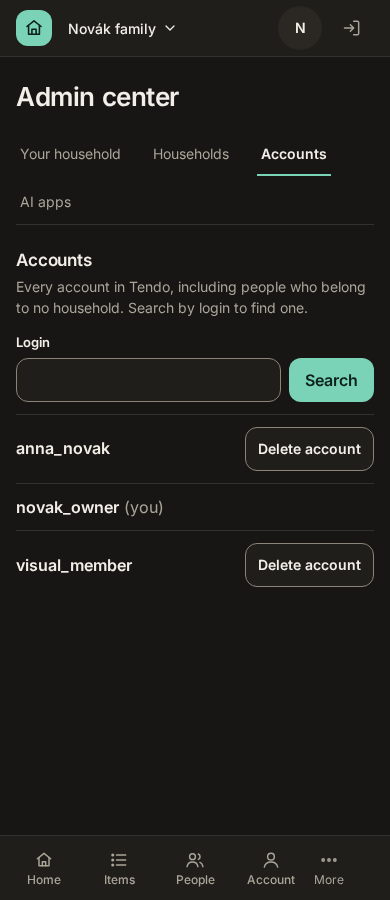 Novák family
N
Admin center
Your household
Households
Accounts
AI apps
Accounts
Every account in Tendo, including people who belong
to no household. Search by login to find one.
Login
Search
anna_novak
Delete account
novak_owner (you)
visual_member
Delete account
Home
Items
People
Account
More